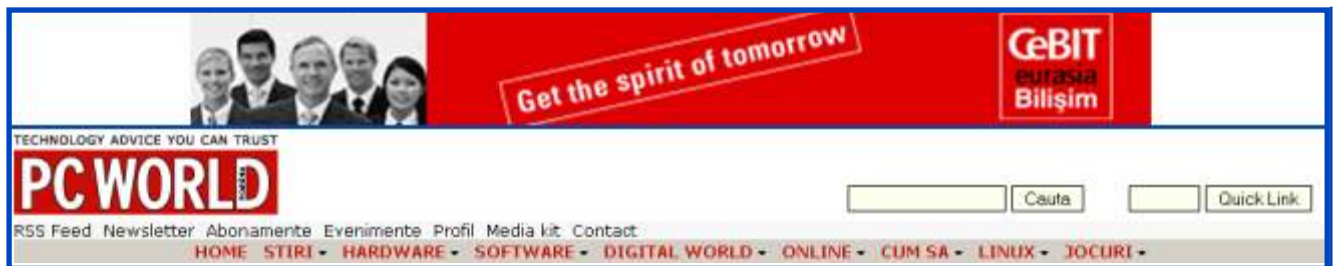 Get the spirit of tomorrow
CeBIT
eurasia
Bilişim
TECHNOLOGY ADVICE YOU CAN TRUST
PC WORLD
Cauta Quick Link
RSS Feed Newsletter Abonamente Evenimente Profil Media kit Contact
HOME STIRI HARDWARE SOFTWARE DIGITAL WORLD ONLINE CUM SA LINUX JOCURI